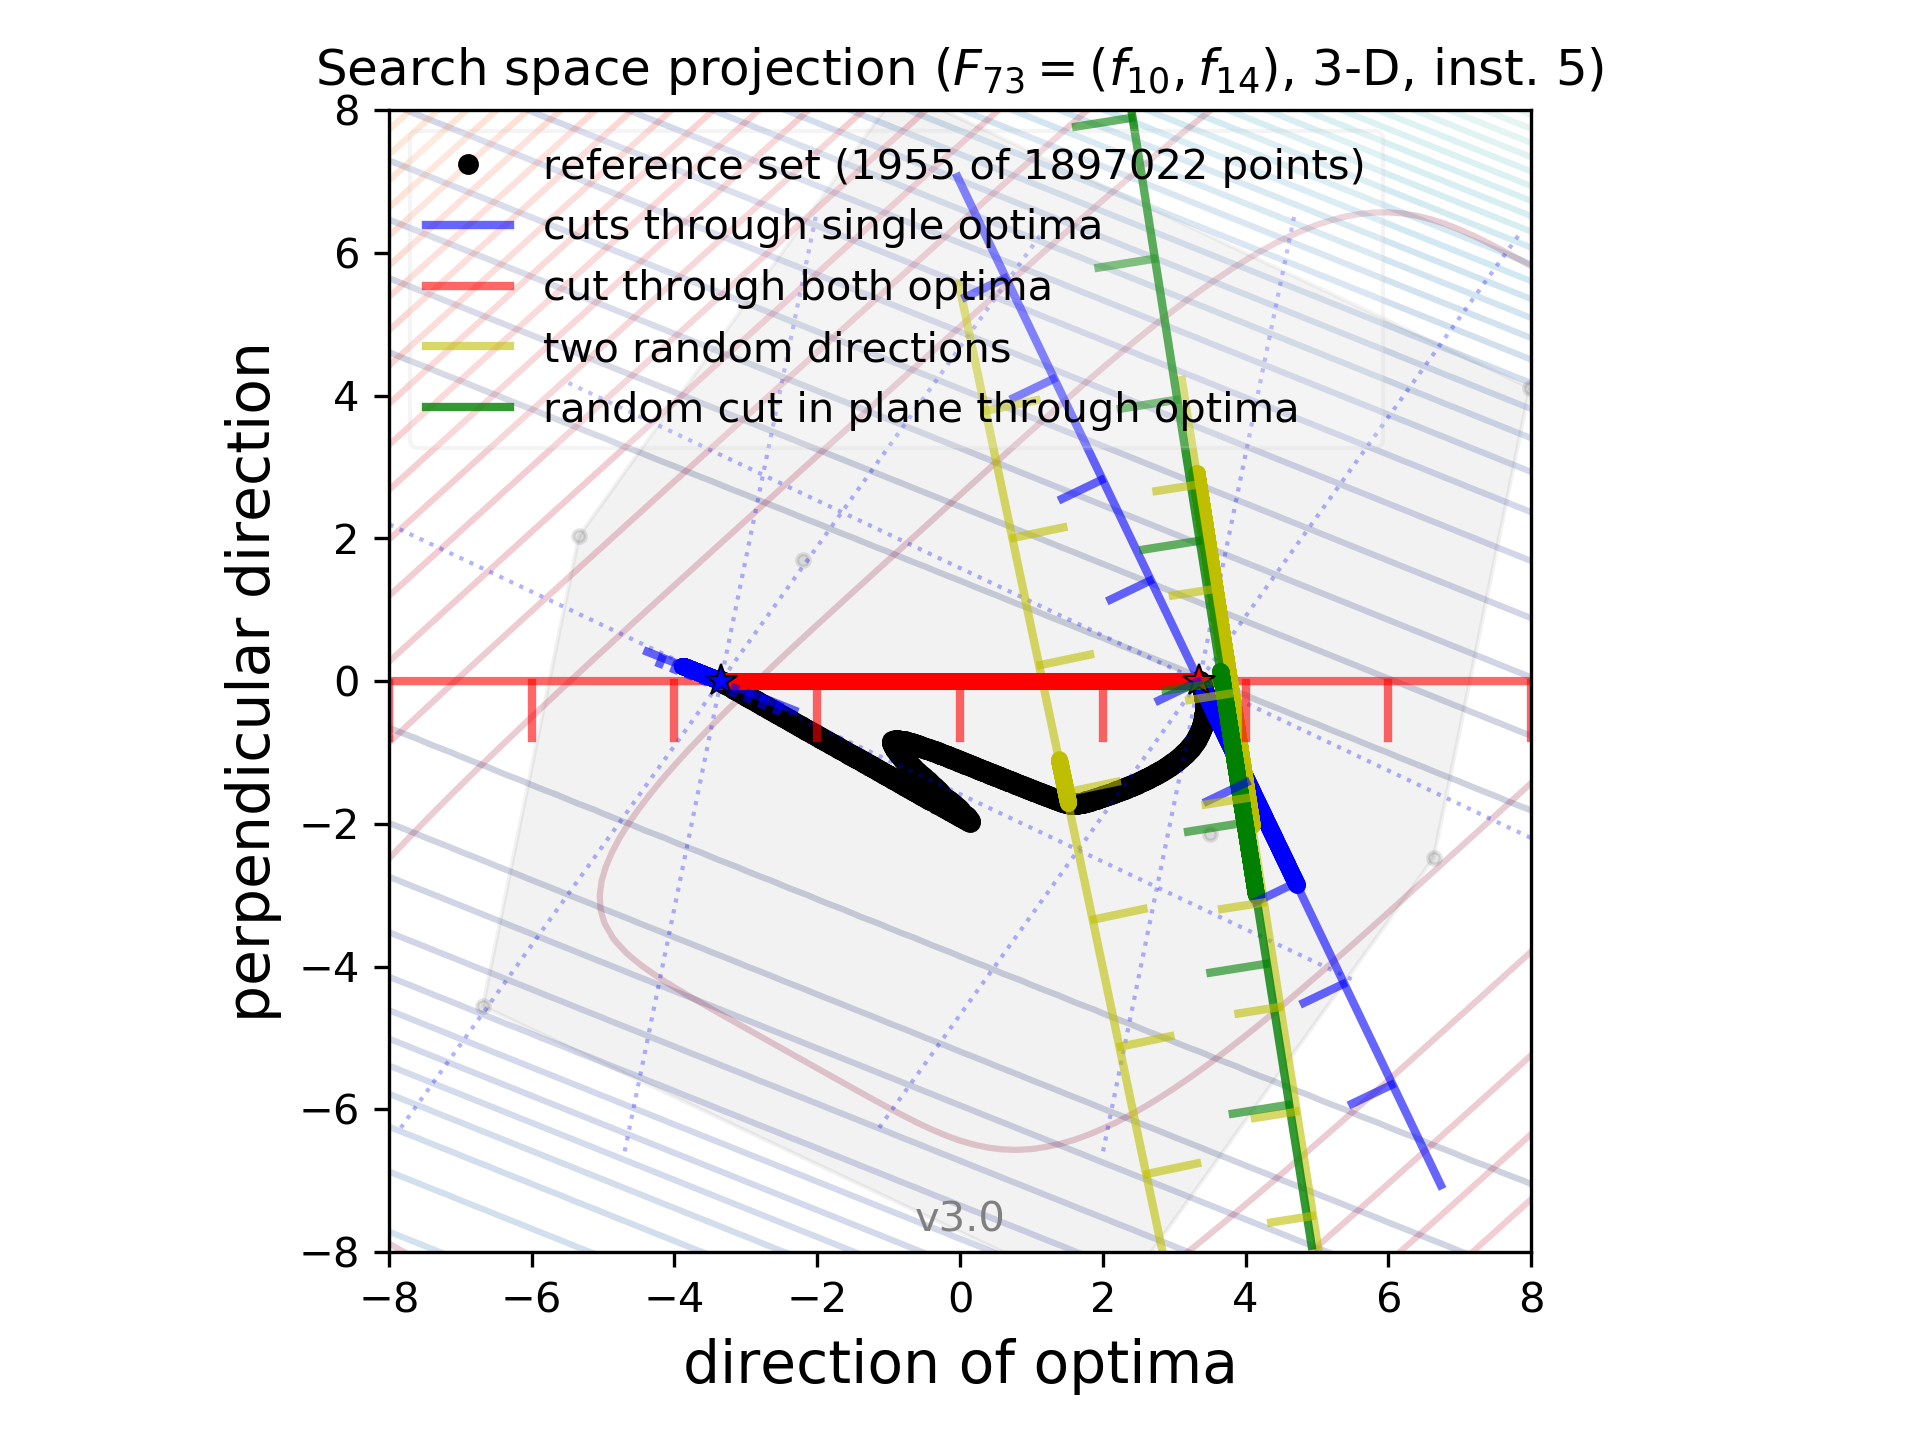 Search space projection (F73 = (f10, f14), 3-D, inst. 5)
reference set (1955 of 1897022 points)
cuts through single optima
cut through both optima
two random directions
random cut in plane through optima
8
6
4
2
0
−2
−4
−6
−8
perpendicular direction
v3.0
−8 −6 −4 −2 0 2 4 6 8
direction of optima